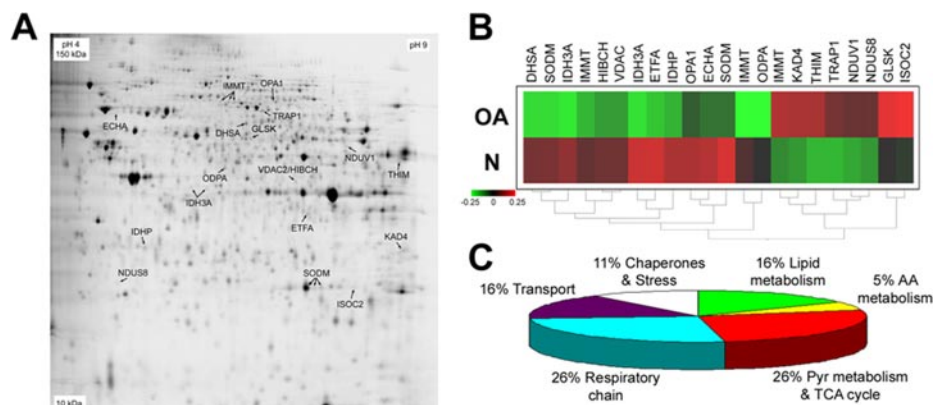 A
pH 4
150 kDa
pH 9
IMMT
OPA1
TRAP1
ECHA
DHSA
GLSK
NDUV1
THIM
VDAC2/HIBCH
ODPA
IDH3A
ETFA
IDHP
KAD4
NDUS8
SODM
ISOC2
10 kDa
B
DHSA
SODM
IDH3A
IMMT
HIBCH
VDAC
IDH3A
ETFA
IDHP
OPA1
ECHA
SODM
IMMT
ODPA
IMMT
KAD4
THIM
TRAP1
NDUV1
NDUS8
GLSK
ISOC2
OA
N
-0.25 0 0.25
C
11% Chaperones
& Stress
16% Lipid
metabolism
16% Transport
5% AA
metabolism
26% Respiratory
chain
26% Pyr metabolism
& TCA cycle